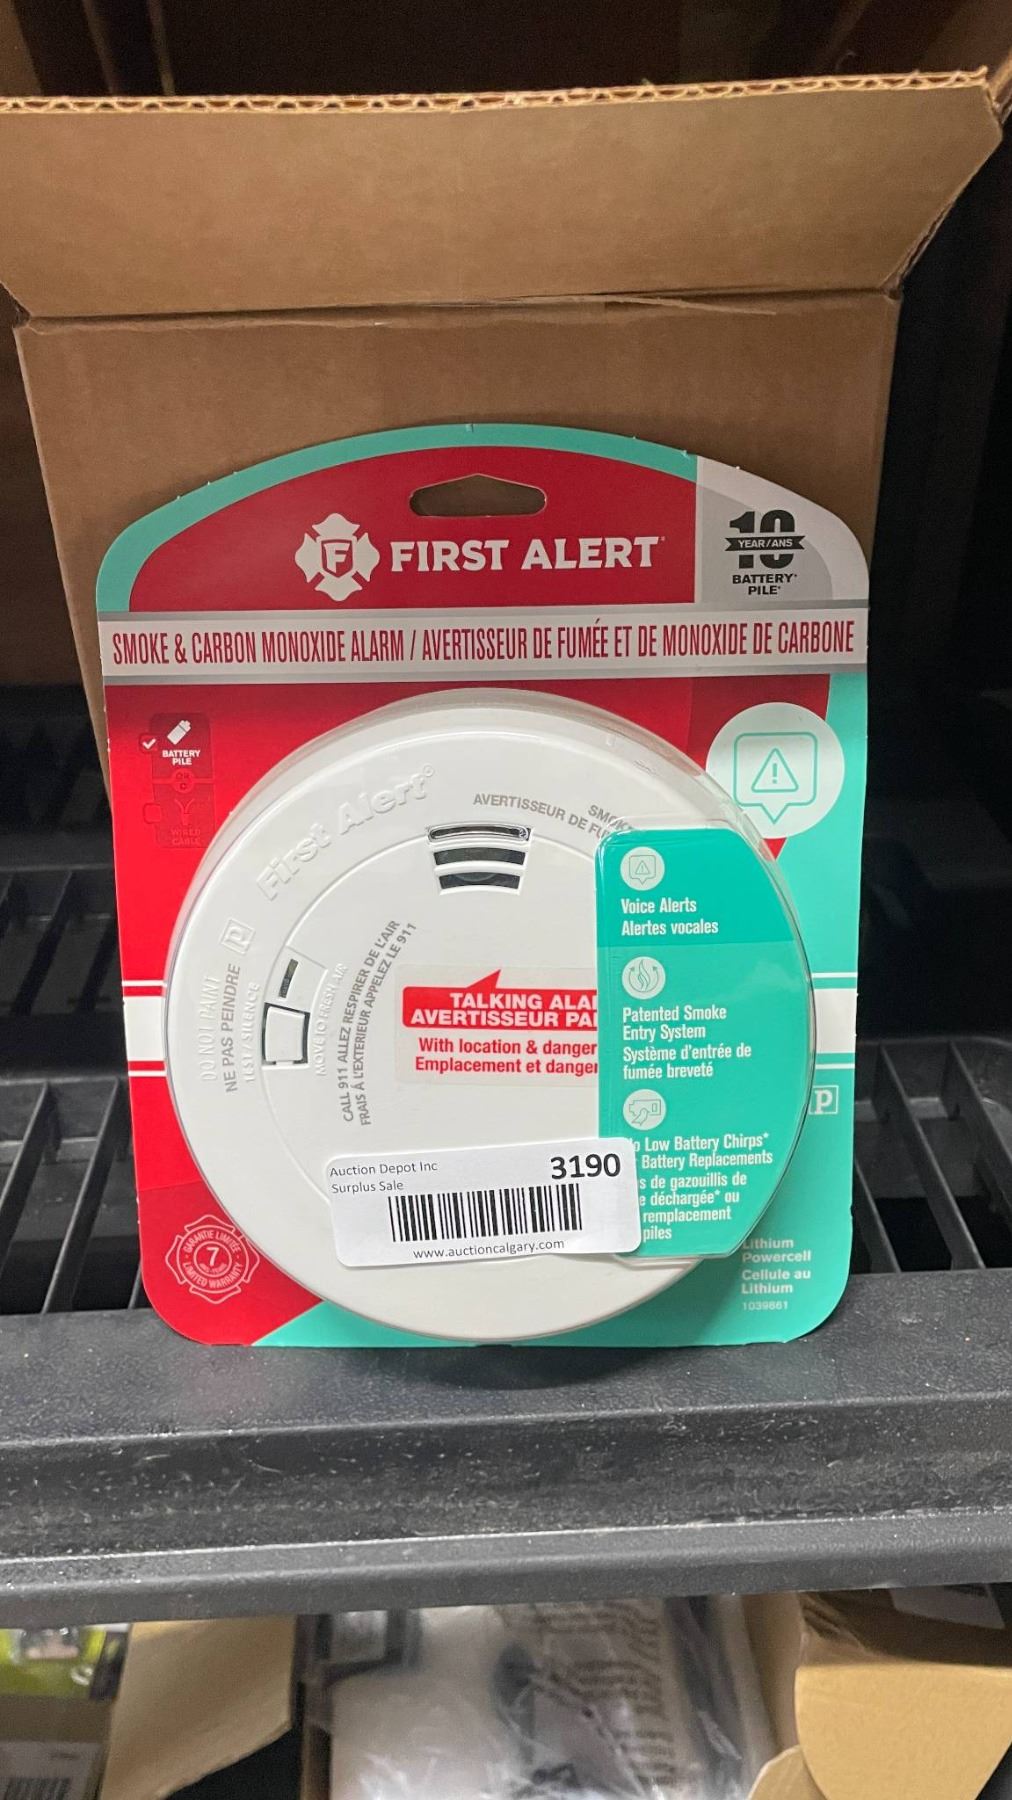 FIRST ALERT
10
YEAR/ANS
BATTERY*
PILE*
SMOKE & CARBON MONOXIDE ALARM / AVERTISSEUR DE FUMÉE ET DE MONOXIDE DE CARBONE
BATTERY
PILE
OR
WIRED
CABLE
First Alert
AVERTISSEUR DE FU
SMOK
DO NOT PAINT
NE PAS PEINDRE
P
TEST / SILENCE
MOVE TO FRESH AIR
CALL 911 ALLEZ RESPIRER DE L'AIR
FRAIS À L'EXTERIEUR APPELEZ LE 911
TALKING ALA
AVERTISSEUR PA
With location & danger
Emplacement et danger
Voice Alerts
Alertes vocales
Patented Smoke
Entry System
Système d'entrée de
fumée breveté
Low Battery Chirps*
Battery Replacements
s de gazouillis de
e déchargée* ou
remplacement
piles
P
Auction Depot Inc
Surplus Sale
3190
www.auctioncalgary.com
GARANTIE LIMITÉE
7
LIMITED WARRANTY
Lithium
Powercell
Cellule au
Lithium
1039861